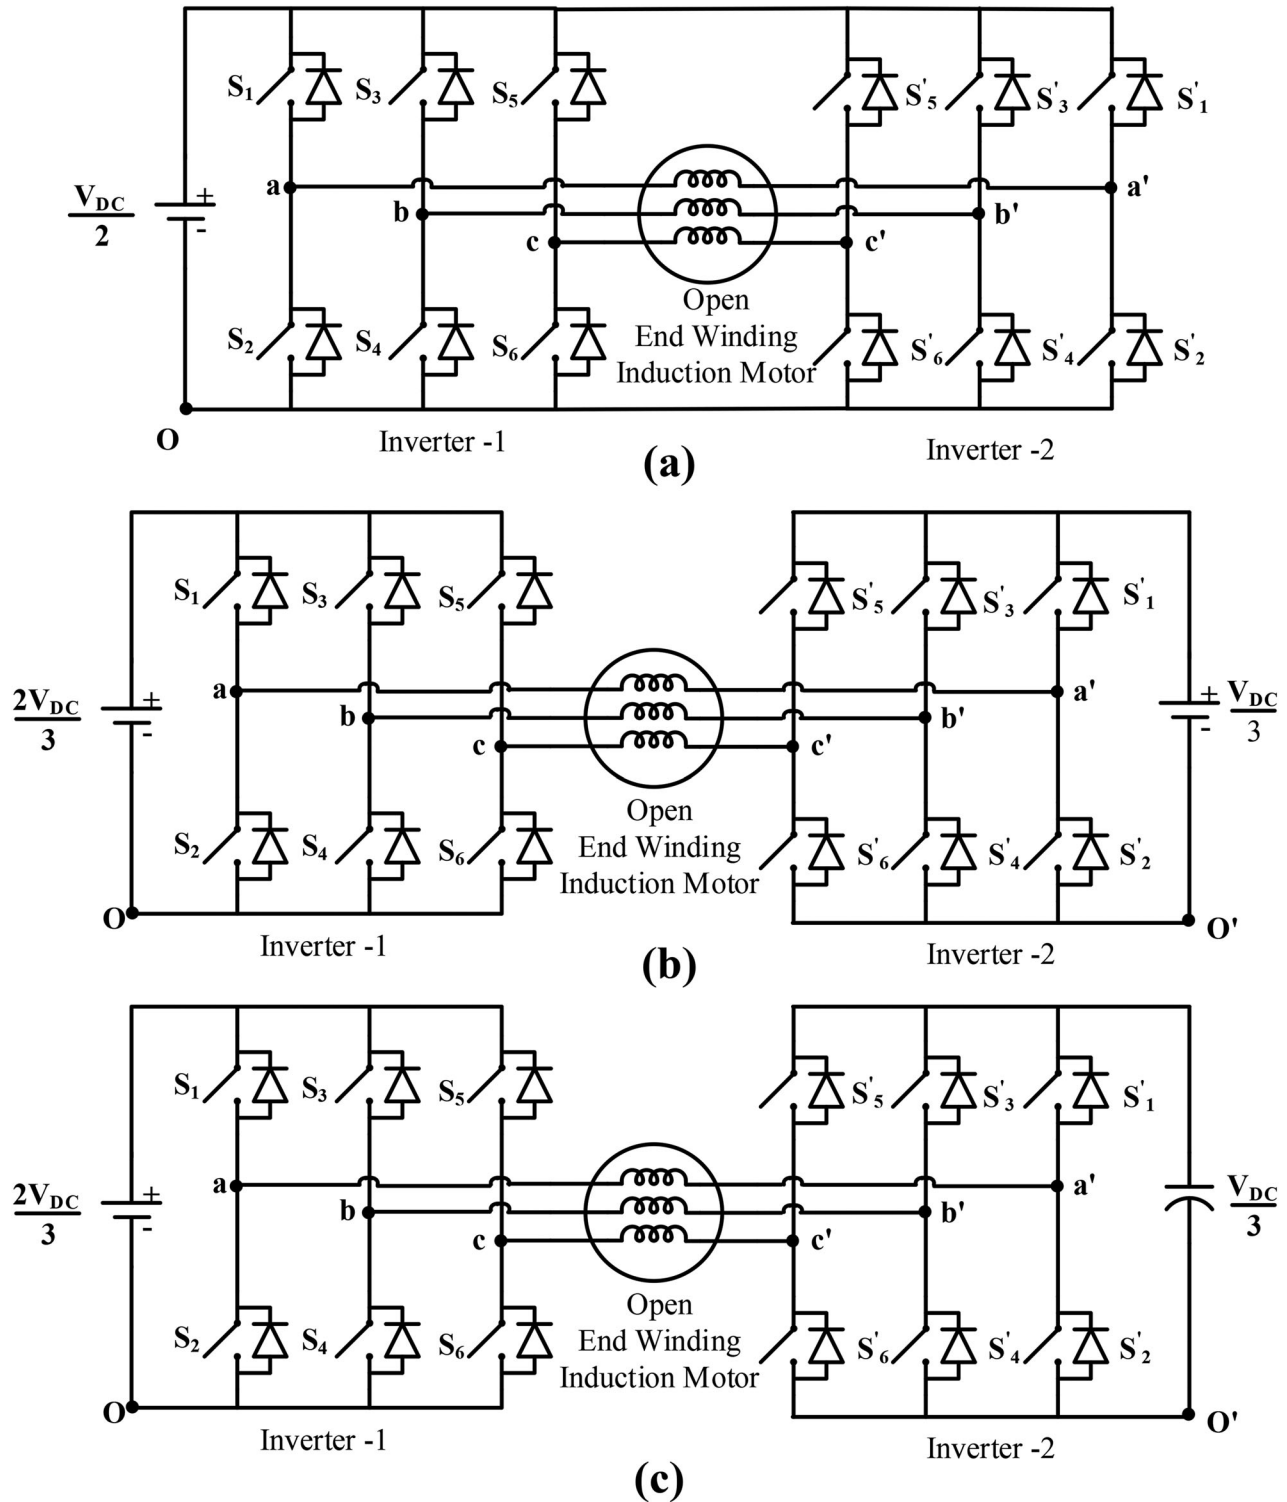 S1 S3 S5 S'5 S'3 S'1
VDC
2
+
-
a a'
b b'
c c'
Open
End Winding
Induction Motor
S2 S4 S6 S'6 S'4 S'2
O
Inverter -1 Inverter -2
(a)
S1 S3 S5 S'5 S'3 S'1
2VDC
3
+
-
a a'
b b'
c c'
+
-
VDC
3
Open
End Winding
Induction Motor
S2 S4 S6 S'6 S'4 S'2
O O'
Inverter -1 Inverter -2
(b)
S1 S3 S5 S'5 S'3 S'1
2VDC
3
+
-
a a'
b b'
c c'
VDC
3
Open
End Winding
Induction Motor
S2 S4 S6 S'6 S'4 S'2
O O'
Inverter -1 Inverter -2
(c)